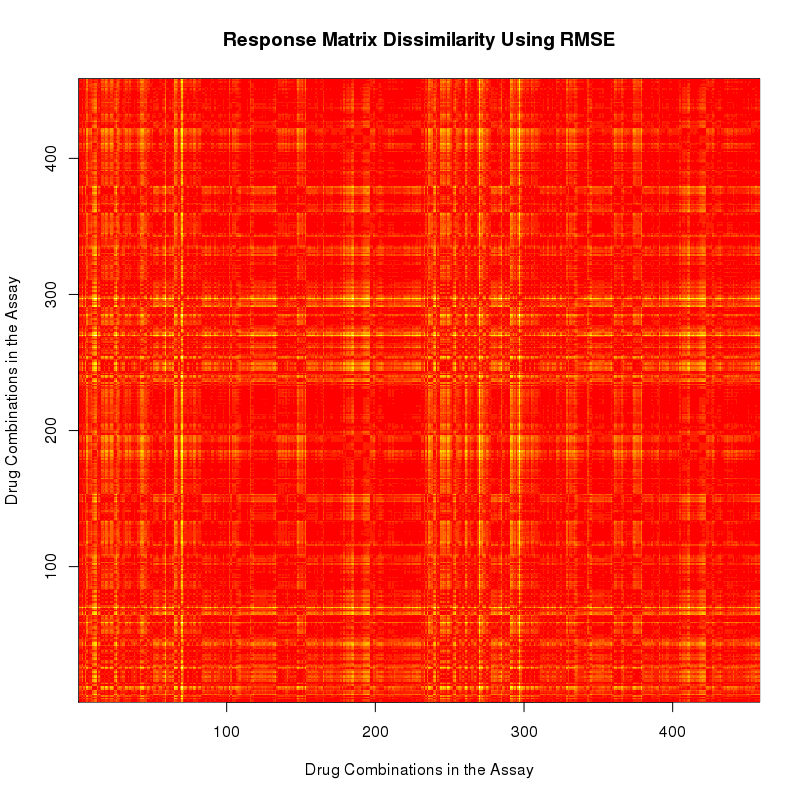 Response Matrix Dissimilarity Using RMSE
Drug Combinations in the Assay
400
300
200
100
100 200 300 400
Drug Combinations in the Assay